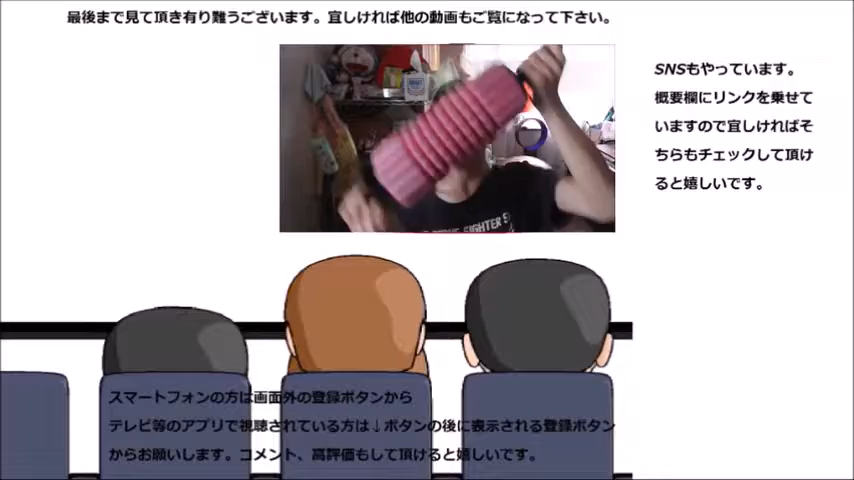 最後まで見て頂き有り難うございます。宜しければ他の動画もご覧になって下さい。
SNSもやっています。
概要欄にリンクを乗せて
いますので宜しければそ
ちらもチェックして頂け
ると嬉しいです。
FIGHTER
スマートフォンの方は画面外の登録ボタンから
テレビ等のアプリで視聴されている方は↓ボタンの後に表示される登録ボタン
からお願いします。コメント、高評価もして頂けると嬉しいです。